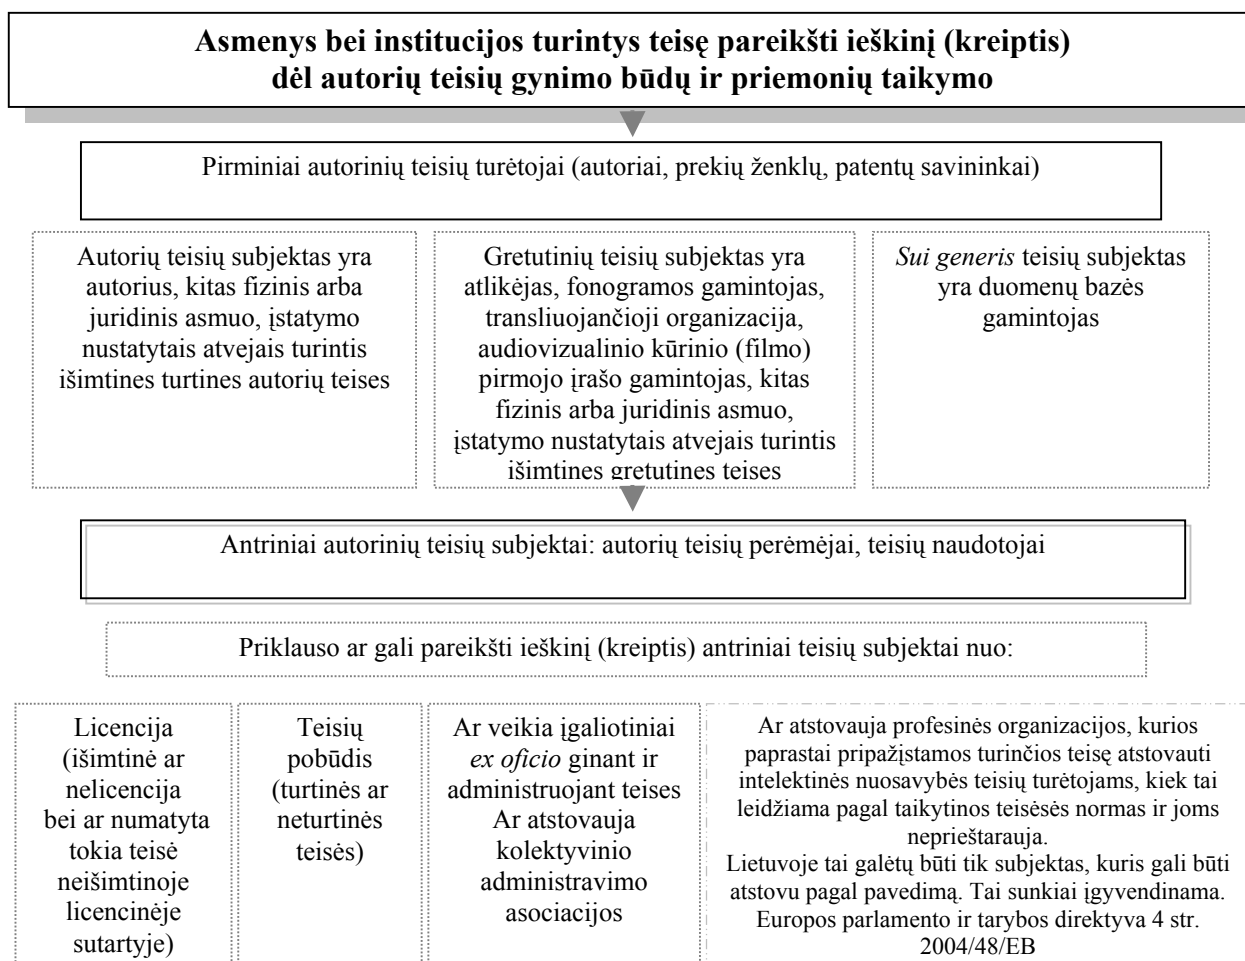 Asmenys bei institucijos turintys teisę pareikšti ieškinį (kreiptis)
dėl autorių teisių gynimo būdų ir priemonių taikymo
Pirminiai autorinių teisių turėtojai (autoriai, prekių ženklų, patentų savininkai)
Autorių teisių subjektas yra
autorius, kitas fizinis arba
juridinis asmuo, įstatymo
nustatytais atvejais turintis
išimtines turtines autorių teises
Gretutinių teisių subjektas yra
atlikėjas, fonogramos gamintojas,
transliuojančioji organizacija,
audiovizualinio kūrinio (filmo)
pirmojo įrašo gamintojas, kitas
fizinis arba juridinis asmuo,
įstatymo nustatytais atvejais turintis
išimtines gretutines teises
Sui generis teisių subjektas
yra duomenų bazės
gamintojas
Antriniai autorinių teisių subjektai: autorių teisių perėmėjai, teisių naudotojai
Priklauso ar gali pareikšti ieškinį (kreiptis) antriniai teisių subjektai nuo:
Licencija
(išimtinė ar
nelicencija
bei ar numatyta
tokia teisė
neišimtinoje
licencinėje
sutartyje)
Teisių
pobūdis
(turtinės ar
neturtinės
teisės)
Ar veikia įgaliotiniai
ex oficio ginant ir
administruojant teises
Ar atstovauja
kolektyvinio
administravimo
asociacijos
Ar atstovauja profesinės organizacijos, kurios
paprastai pripažįstamos turinčios teisę atstovauti
intelektinės nuosavybės teisių turėtojams, kiek tai
leidžiama pagal taikytinos teisėsės normas ir joms
neprieštarauja.
Lietuvoje tai galėtų būti tik subjektas, kuris gali būti
atstovu pagal pavedimą. Tai sunkiai įgyvendinama.
Europos parlamento ir tarybos direktyva 4 str.
2004/48/EB